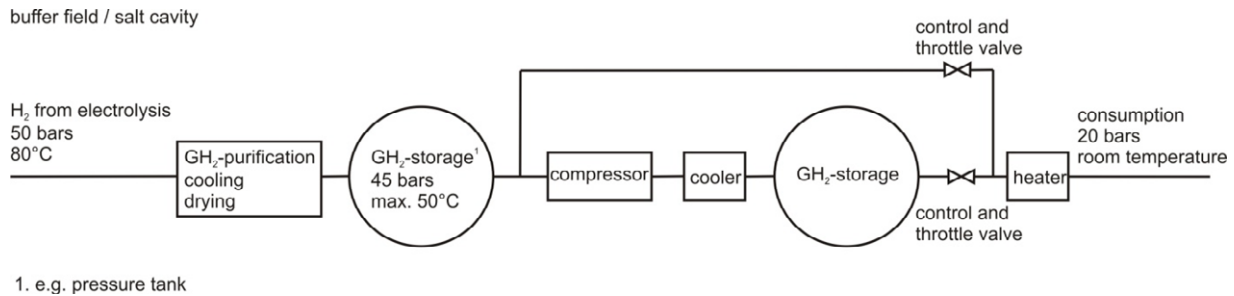 buffer field / salt cavity
control and
throttle valve
H₂ from electrolysis
50 bars
80°C
GH₂-purification
cooling
drying
GH₂-storage¹
45 bars
max. 50°C
compressor
cooler
GH₂-storage
control and
throttle valve
heater
consumption
20 bars
room temperature
1. e.g. pressure tank